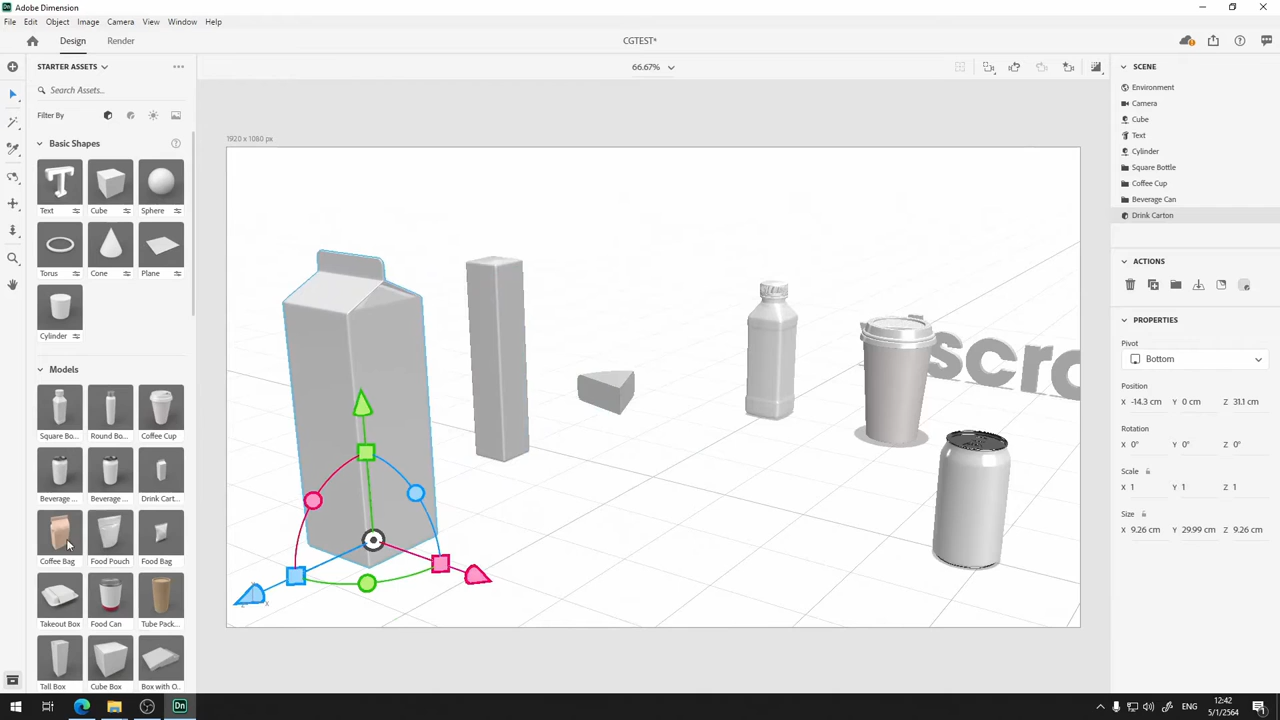 Dn Adobe Dimension
File Edit Object Image Camera View Window Help
Design Render CGTEST*
STARTER ASSETS
66.67%
Search Assets...
Filter By
Basic Shapes
Text Cube Sphere
Torus Cone Plane
Cylinder
Models
Square Bo... Round Bo... Coffee Cup
Beverage ... Beverage ... Drink Cart...
Coffee Bag Food Pouch Food Bag
Takeout Box Food Can Tube Pack...
Tall Box Cube Box Box with O...
1920 x 1080 px
scr
SCENE
Environment
Camera
Cube
Text
Cylinder
Square Bottle
Coffee Cup
Beverage Can
Drink Carton
ACTIONS
PROPERTIES
Pivot
Bottom
Position
X -14.3 cm Y 0 cm Z 31.1 cm
Rotation
X 0° Y 0° Z 0°
Scale
X 1 Y 1 Z 1
Size
X 9.26 cm Y 29.99 cm Z 9.26 cm
Dn
ENG
12:42
5/1/2564